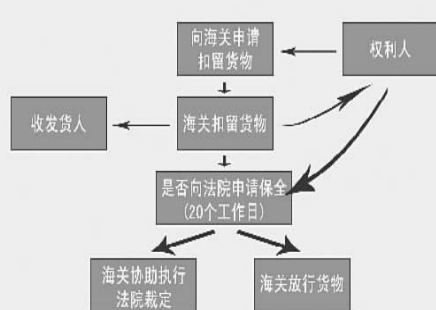 向海关申请
扣留货物
权利人
收发货人
海关扣留货物
是否向法院申请保全
(20个工作日)
海关协助执行
法院裁定
海关放行货物